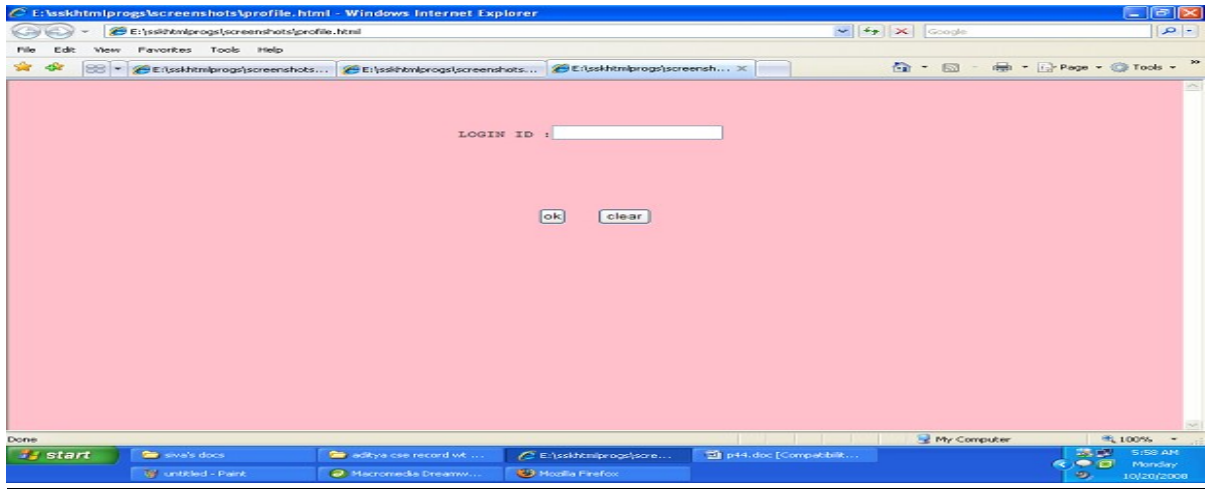 E:\sskhtmlprogs\screenshots\profile.html - Windows Internet Explorer
E:\sskhtmlprogs\screenshots\profile.html Google
File Edit View Favorites Tools Help
E:\sskhtmlprogs\screenshots... E:\sskhtmlprogs\screenshots... E:\sskhtmlprogs\screensh... Page Tools
LOGIN ID :
ok clear
Done My Computer 100%
start siva's docs aditya cse record wt ... E:\sskhtmlprogs\scre... p44.doc [Compatibilit... 5:58 AM
untitled - Paint Macromedia Dreamw... Mozilla Firefox Monday
10/20/2008